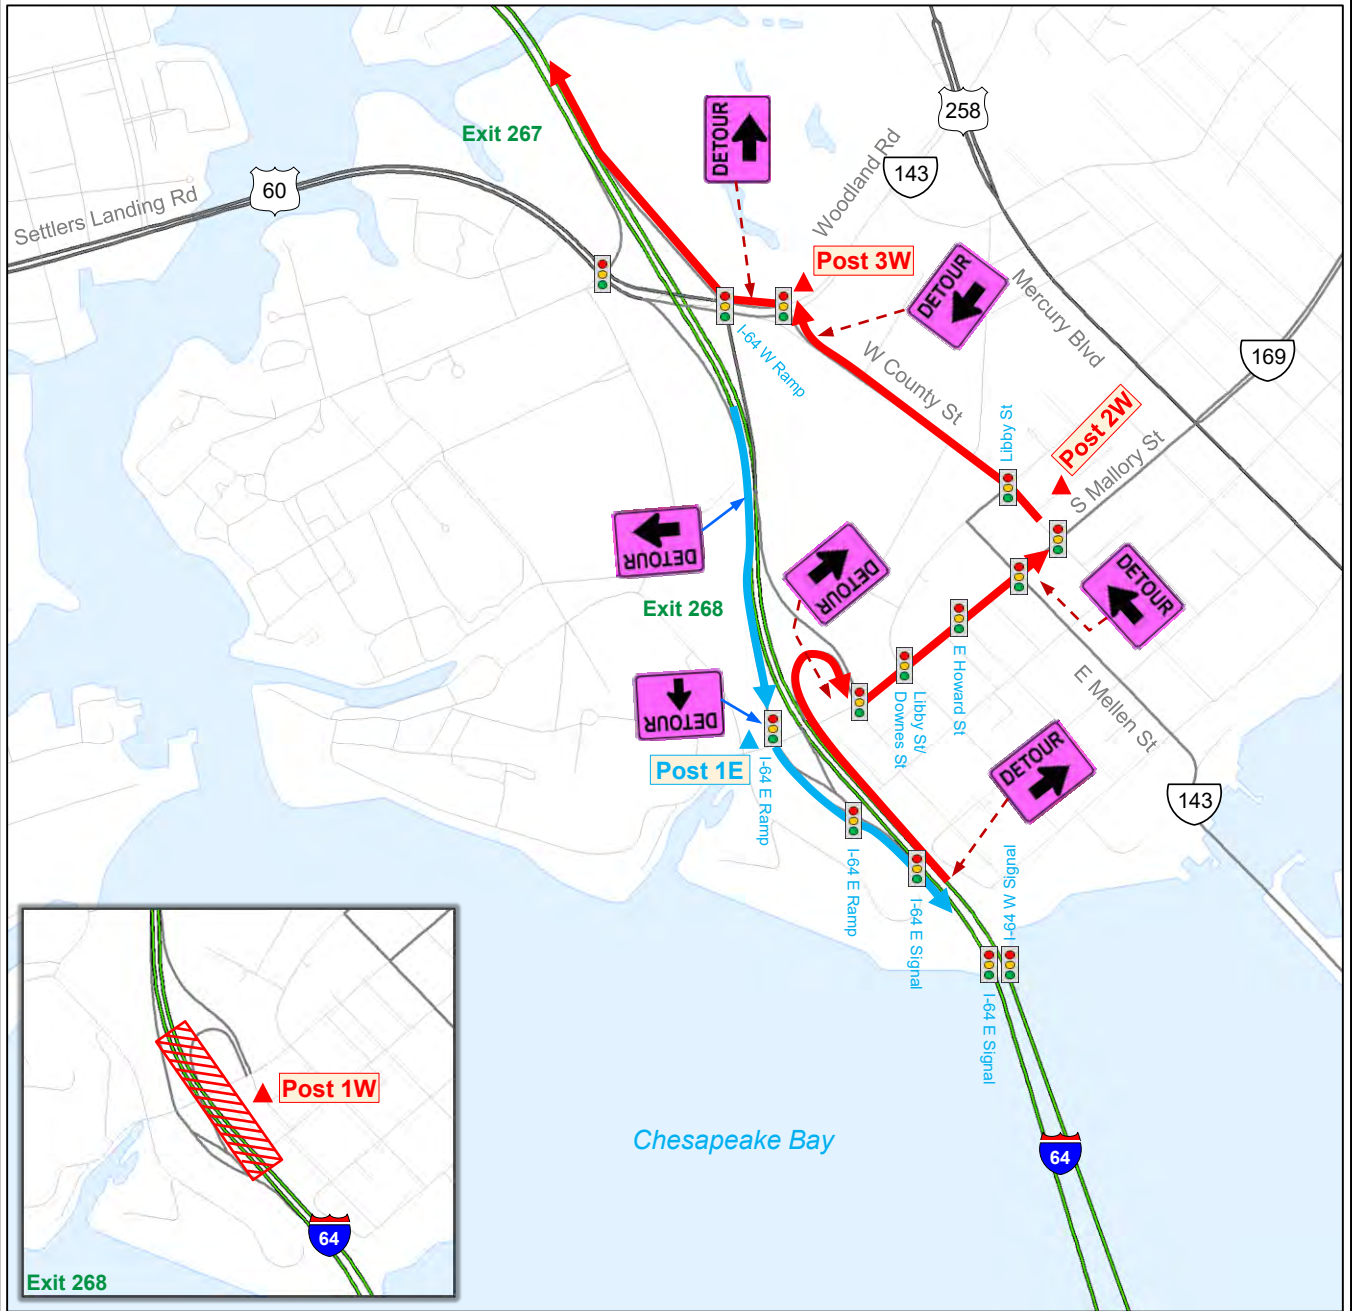 258
Exit 267
DETOUR
Woodland Rd
143
60
Settlers Landing Rd
Post 3W
DETOUR
Mercury Blvd
I-64 W Ramp
W County St
169
Libby St
Post 2W
S Mallory St
DETOUR
DETOUR
DETOUR
Exit 268
E Howard St
Libby St/
Downes St
E Mellen St
DETOUR
Post 1E
I-64 E Ramp
DETOUR
143
I-64 E Ramp
I-64 E Signal
I-64 W Signal
I-64 E Signal
Post 1W
Chesapeake Bay
64
64
Exit 268